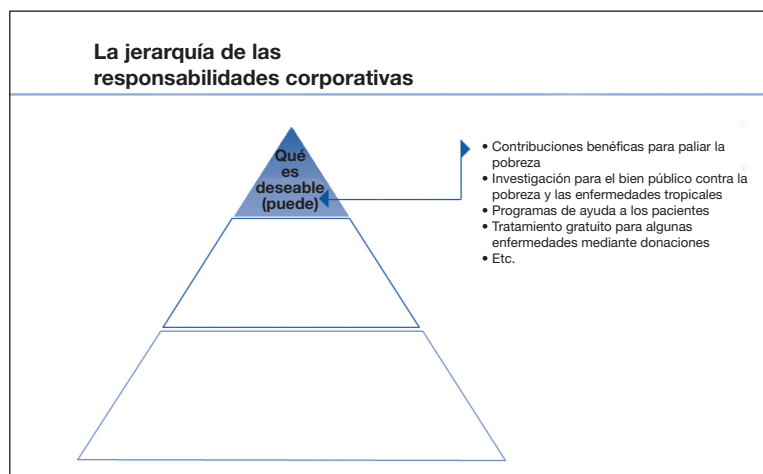 La jerarquía de las
responsabilidades corporativas
Qué
es
deseable
(puede)
• Contribuciones benéficas para paliar la
pobreza
• Investigación para el bien público contra la
pobreza y las enfermedades tropicales
• Programas de ayuda a los pacientes
• Tratamiento gratuito para algunas
enfermedades mediante donaciones
• Etc.